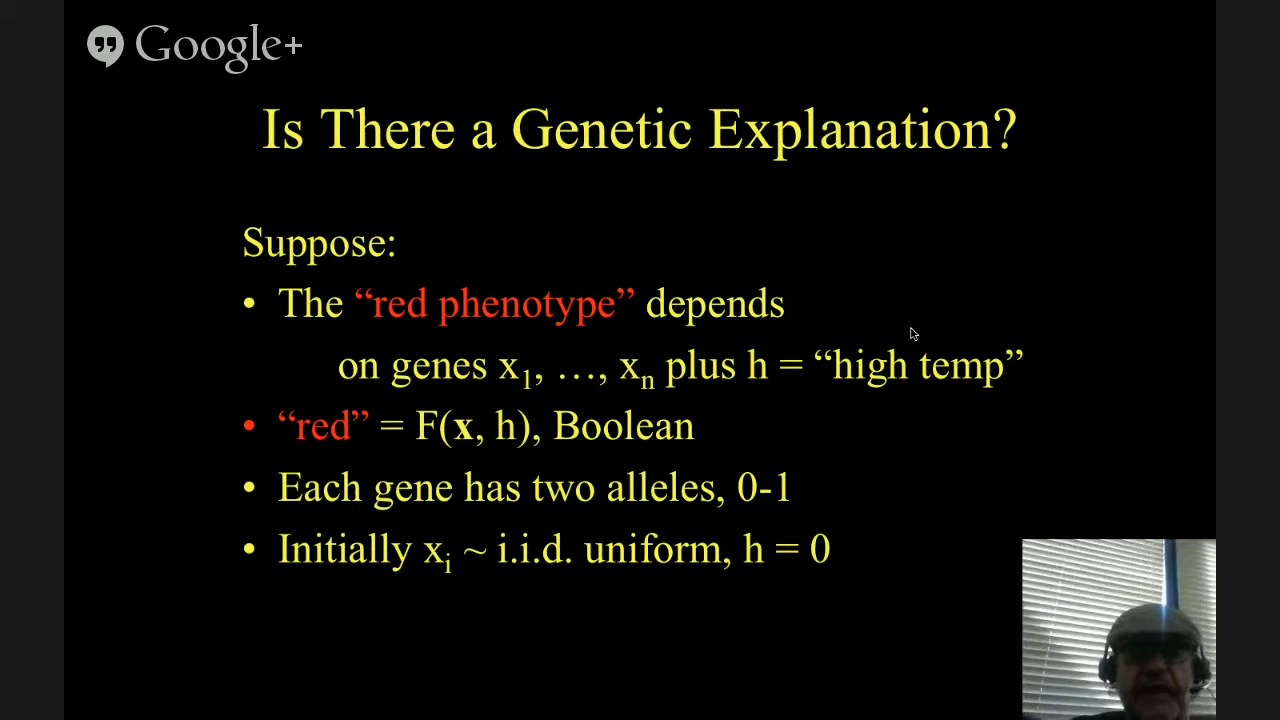 Google+
Is There a Genetic Explanation?
Suppose:
• The “red phenotype” depends
on genes x₁, …, xₙ plus h = “high temp”
• “red” = F(x, h), Boolean
• Each gene has two alleles, 0-1
• Initially xᵢ ~ i.i.d. uniform, h = 0